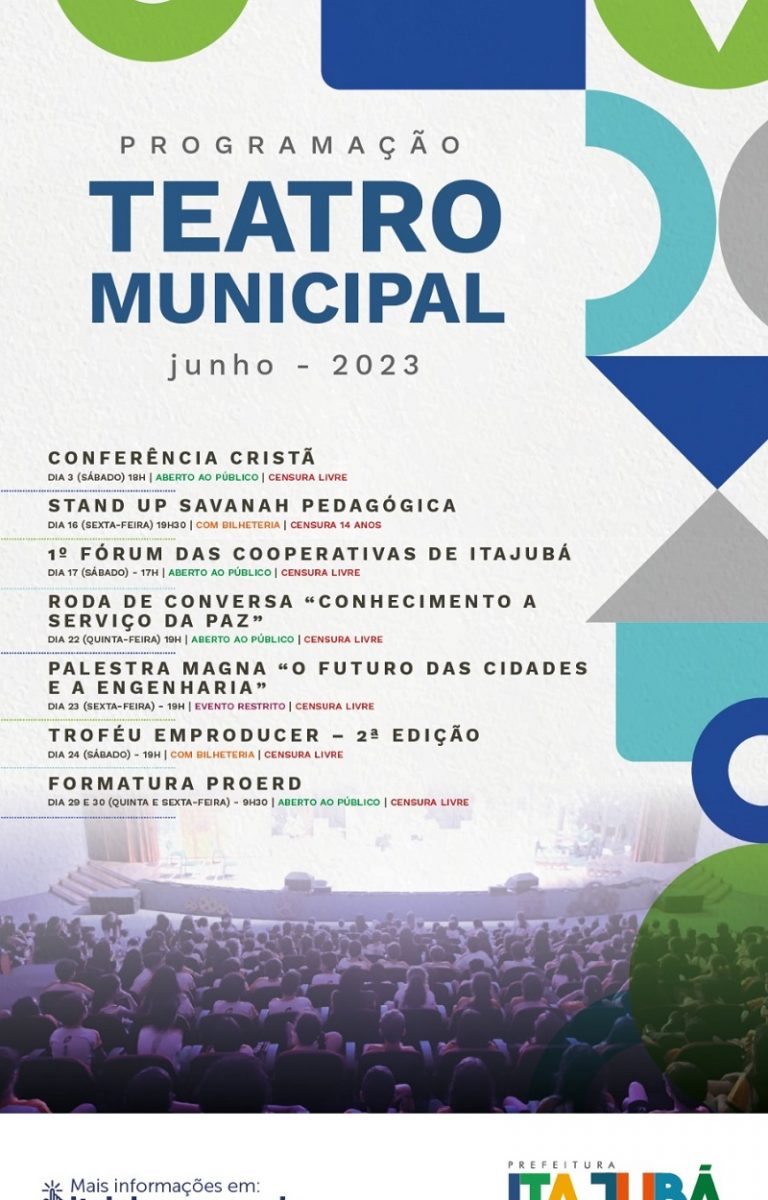 PROGRAMAÇÃO
TEATRO
MUNICIPAL
junho - 2023
CONFERÊNCIA CRISTÃ
DIA 3 (SÁBADO) 18H | ABERTO AO PÚBLICO | CENSURA LIVRE
STAND UP SAVANAH PEDAGÓGICA
DIA 16 (SEXTA-FEIRA) 19H30 | COM BILHETERIA | CENSURA 14 ANOS
1º FÓRUM DAS COOPERATIVAS DE ITAJUBÁ
DIA 17 (SÁBADO) - 17H | ABERTO AO PÚBLICO | CENSURA LIVRE
RODA DE CONVERSA “CONHECIMENTO A
SERVIÇO DA PAZ”
DIA 22 (QUINTA-FEIRA) 19H | ABERTO AO PÚBLICO | CENSURA LIVRE
PALESTRA MAGNA “O FUTURO DAS CIDADES
E A ENGENHARIA”
DIA 23 (SEXTA-FEIRA) - 19H | EVENTO RESTRITO | CENSURA LIVRE
TROFÉU EMPRODUCER – 2ª EDIÇÃO
DIA 24 (SÁBADO) - 19H | COM BILHETERIA | CENSURA LIVRE
FORMATURA PROERD
DIA 29 E 30 (QUINTA E SEXTA-FEIRA) - 9H30 | ABERTO AO PÚBLICO | CENSURA LIVRE
Mais informações em:
PREFEITURA
ITAJUBÁ